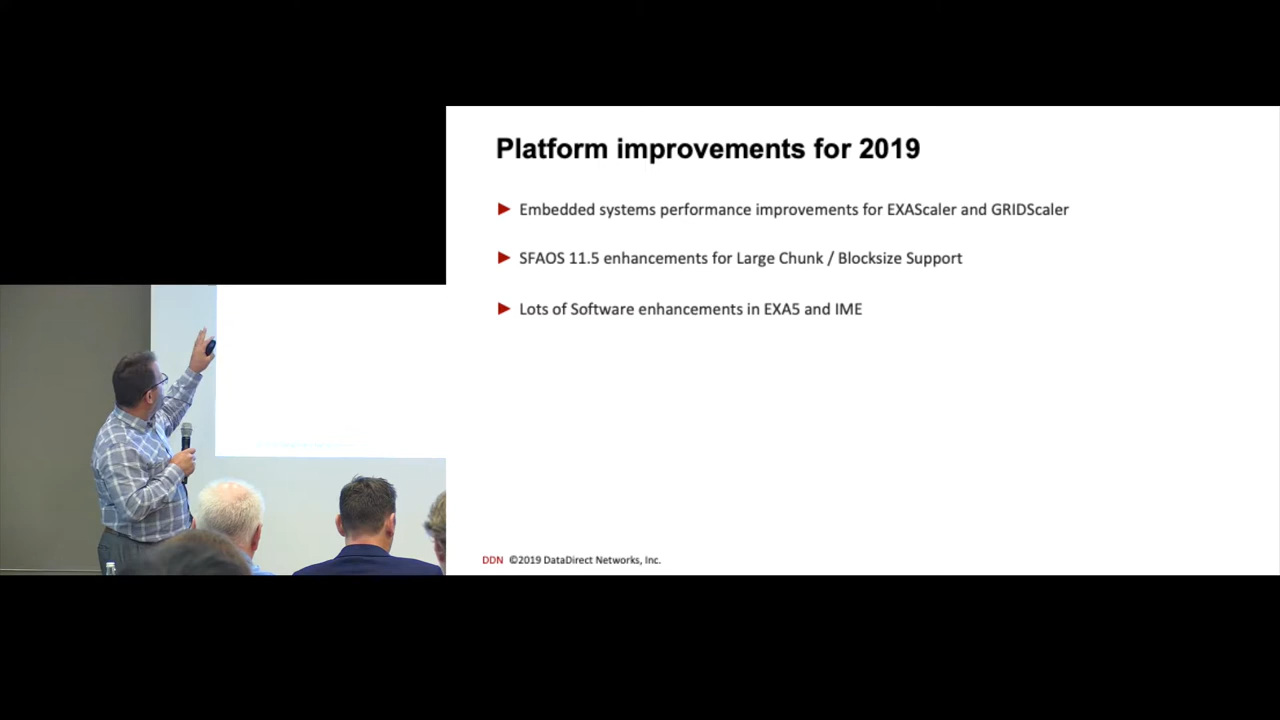 Platform improvements for 2019
Embedded systems performance improvements for EXAScaler and GRIDScaler
SFAOS 11.5 enhancements for Large Chunk / Blocksize Support
Lots of Software enhancements in EXA5 and IME
DDN ©2019 DataDirect Networks, Inc.